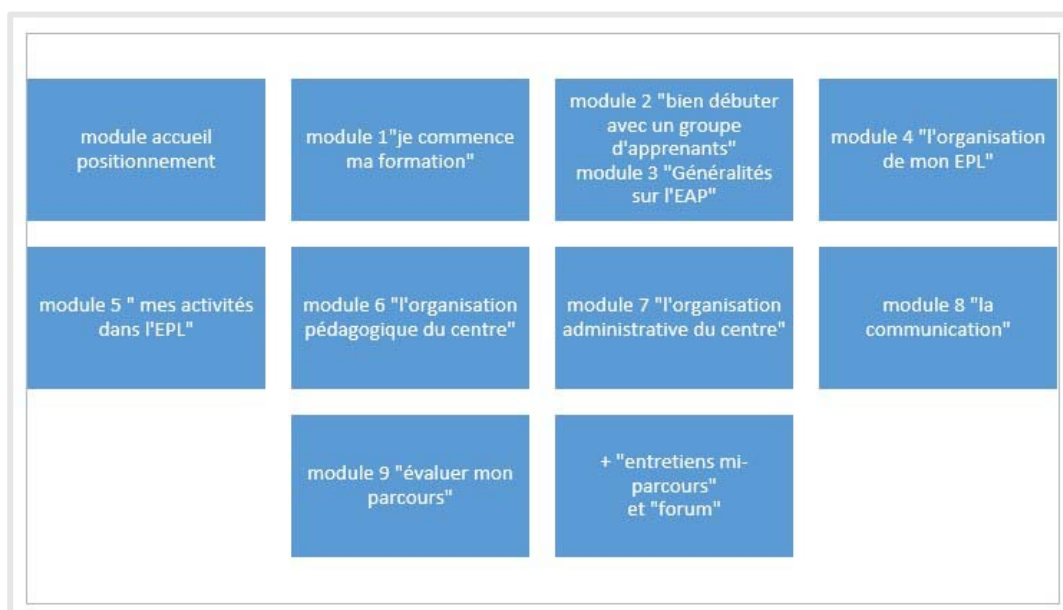 module accueil
positionnement
module 1"je commence
ma formation"
module 2 "bien débuter
avec un groupe
d'apprenants"
module 3 "Généralités
sur l'EAP"
module 4 "l'organisation
de mon EPL"
module 5 " mes activités
dans l'EPL"
module 6 "l'organisation
pédagogique du centre"
module 7 "l'organisation
administrative du centre"
module 8 "la
communication"
module 9 "évaluer mon
parcours"
+ "entretiens mi-
parcours"
et "forum"